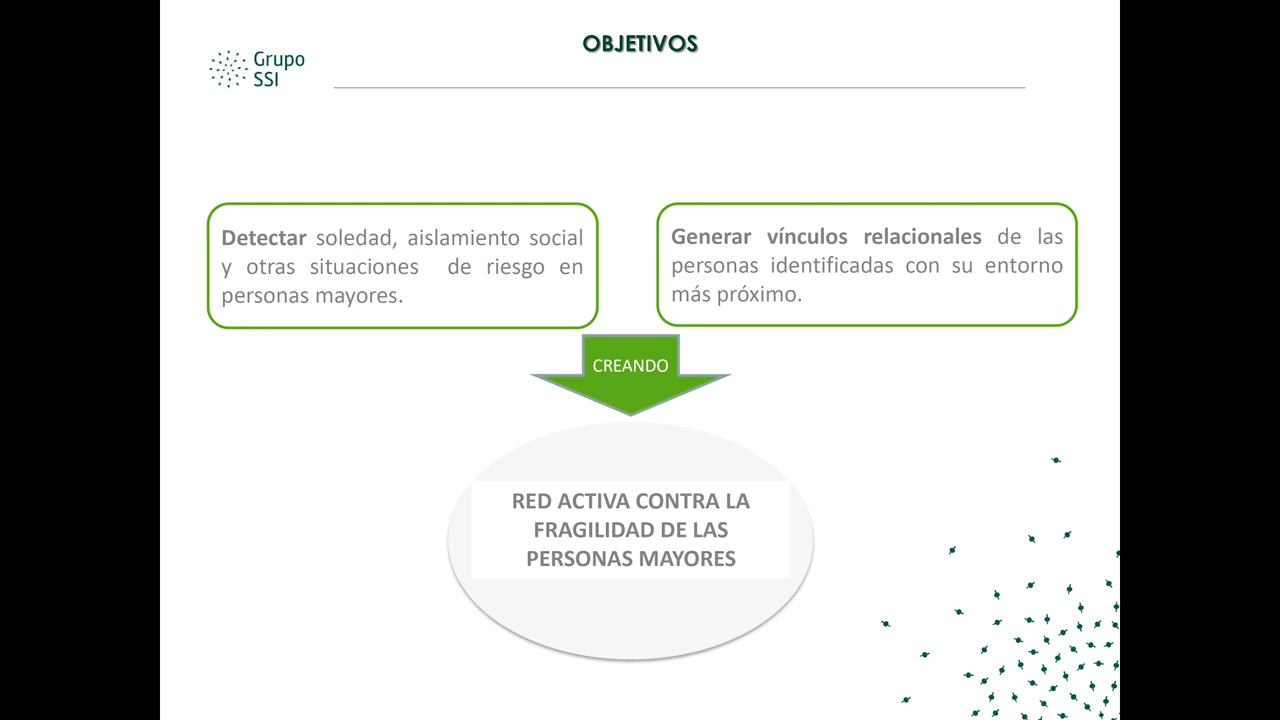 OBJETIVOS
Grupo
SSI
Detectar soledad, aislamiento social
y otras situaciones de riesgo en
personas mayores.
Generar vínculos relacionales de las
personas identificadas con su entorno
más próximo.
CREANDO
RED ACTIVA CONTRA LA
FRAGILIDAD DE LAS
PERSONAS MAYORES